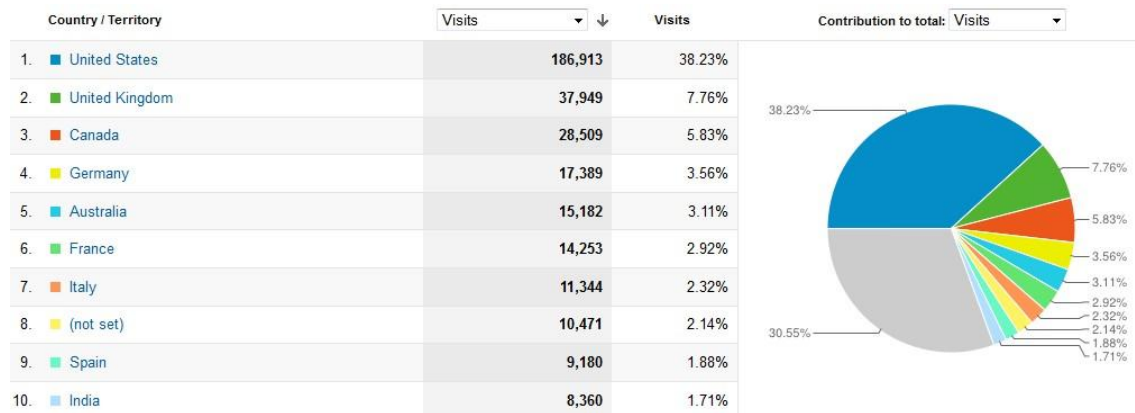 Country / Territory Visits Visits Contribution to total: Visits
1. United States 186,913 38.23%
2. United Kingdom 37,949 7.76%
3. Canada 28,509 5.83%
4. Germany 17,389 3.56%
5. Australia 15,182 3.11%
6. France 14,253 2.92%
7. Italy 11,344 2.32%
8. (not set) 10,471 2.14%
9. Spain 9,180 1.88%
10. India 8,360 1.71%
38.23%
7.76%
5.83%
3.56%
3.11%
2.92%
2.32%
2.14%
1.88%
1.71%
30.55%